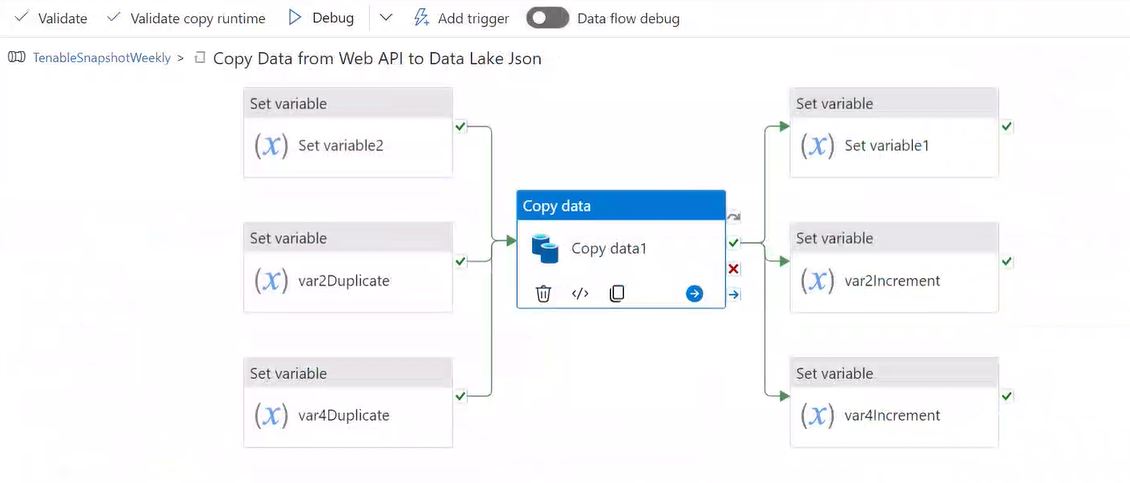 Validate
Validate copy runtime
Debug
Add trigger
Data flow debug
TenableSnapshotWeekly > Copy Data from Web API to Data Lake Json
Set variable
(x) Set variable2
Set variable
(x) var2Duplicate
Set variable
(x) var4Duplicate
Copy data
Copy data1
</>
Set variable
(x) Set variable1
Set variable
(x) var2Increment
Set variable
(x) var4Increment